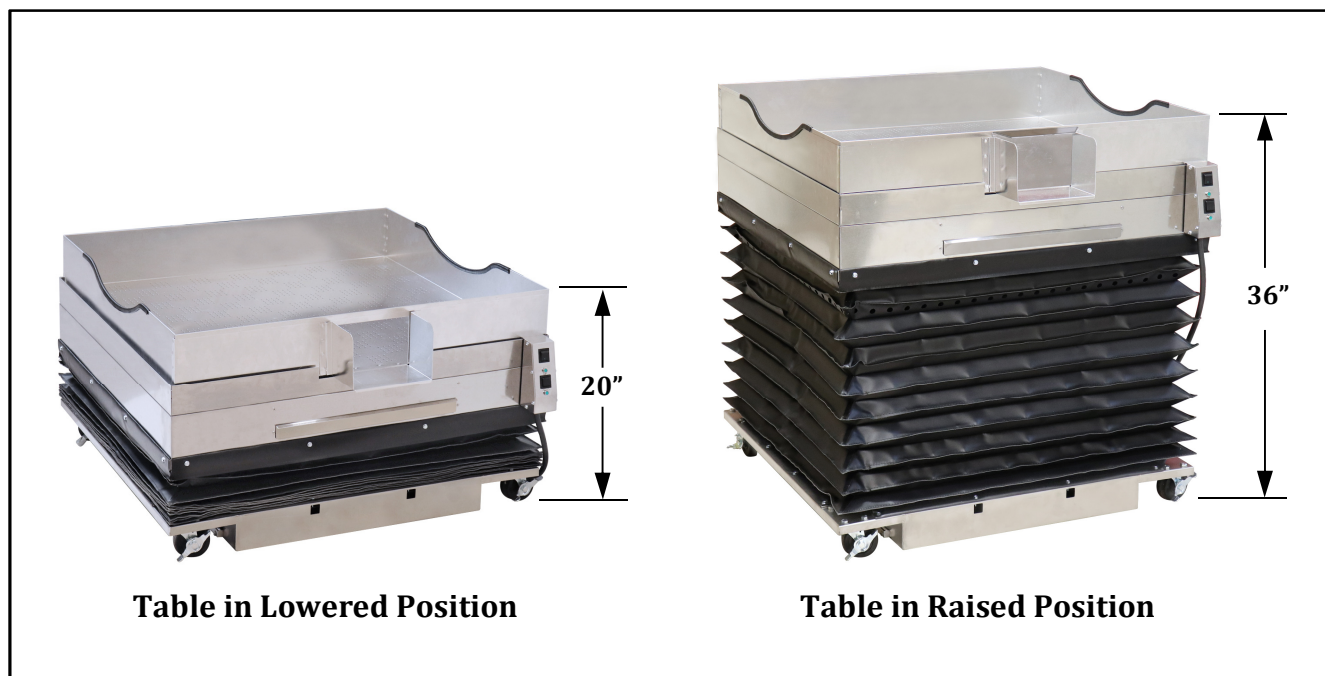 20”
36”
Table in Lowered Position
Table in Raised Position